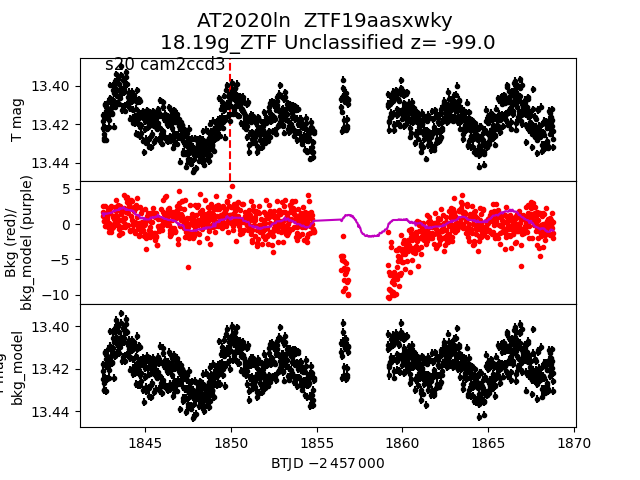 AT2020ln  ZTF19aasxwky
18.19g_ZTF Unclassified z= -99.0
s20 cam2ccd3
T mag
13.40
13.42
13.44
Bkg (red)/
bkg_model (purple)
5
0
−5
−10
bkg_model
13.40
13.42
13.44
1845 1850 1855 1860 1865 1870
BTJD −2 457 000